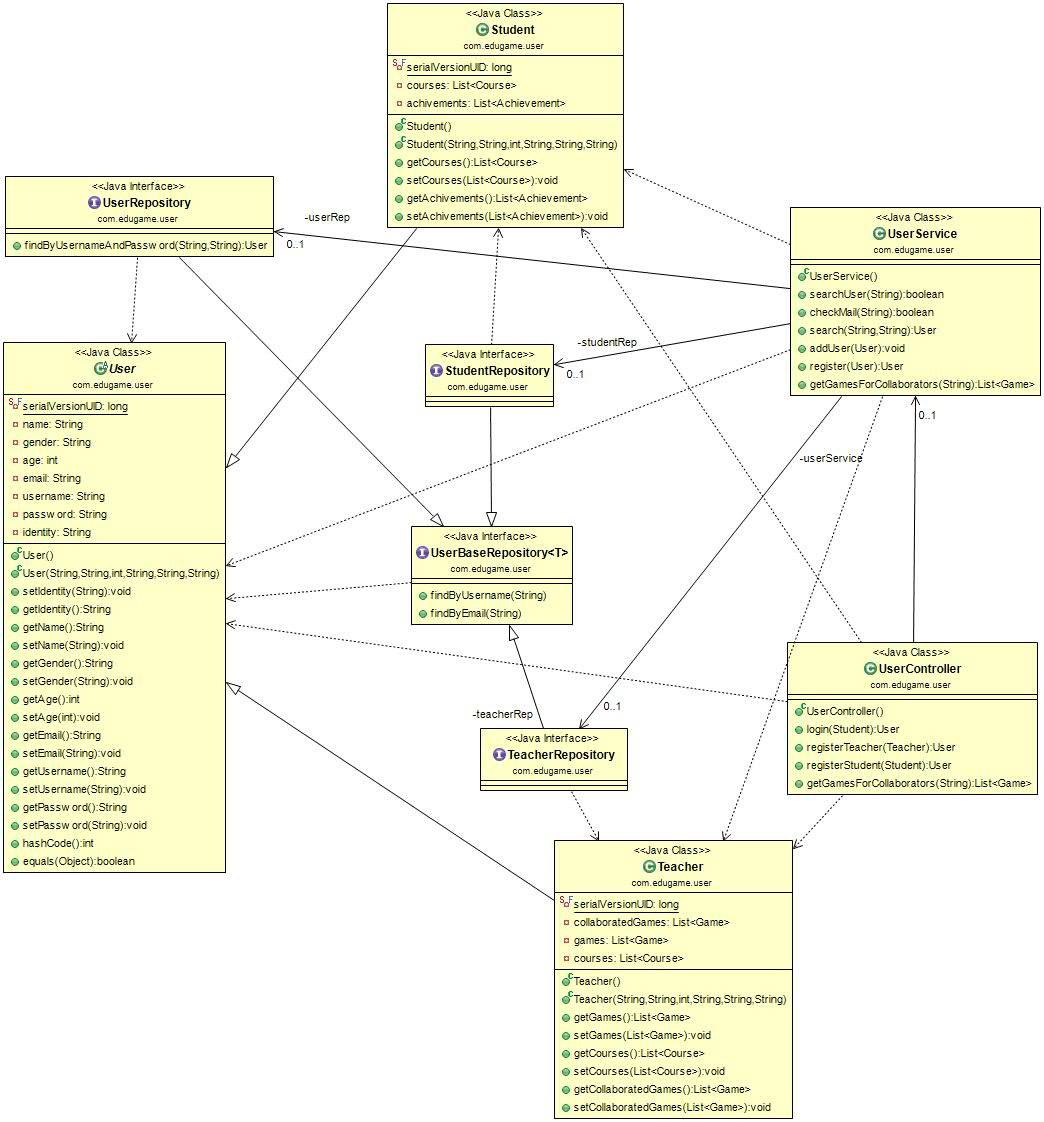 <<Java Class>>
Student
com.edugame.user
serialVersionUID: long
courses: List<Course>
achivements: List<Achievement>
Student()
Student(String,String,int,String,String,String)
getCourses():List<Course>
setCourses(List<Course>):void
getAchivements():List<Achievement>
setAchivements(List<Achievement>):void
<<Java Interface>>
UserRepository
com.edugame.user
findByUsernameAndPassword(String,String):User
-userRep
0..1
<<Java Class>>
UserService
com.edugame.user
UserService()
searchUser(String):boolean
checkMail(String):boolean
search(String,String):User
addUser(User):void
register(User):User
getGamesForCollaborators(String):List<Game>
-studentRep
0..1
<<Java Interface>>
StudentRepository
com.edugame.user
<<Java Class>>
User
com.edugame.user
serialVersionUID: long
name: String
gender: String
age: int
email: String
username: String
password: String
identity: String
User()
User(String,String,int,String,String,String)
setIdentity(String):void
getIdentity():String
getName():String
setName(String):void
getGender():String
setGender(String):void
getAge():int
setAge(int):void
getEmail():String
setEmail(String):void
getUsername():String
setUsername(String):void
getPassword():String
setPassword(String):void
hashCode():int
equals(Object):boolean
0..1
-userService
<<Java Interface>>
UserBaseRepository<T>
com.edugame.user
findByUsername(String)
findByEmail(String)
<<Java Class>>
UserController
com.edugame.user
UserController()
login(Student):User
registerTeacher(Teacher):User
registerStudent(Student):User
getGamesForCollaborators(String):List<Game>
-teacherRep
0..1
<<Java Interface>>
TeacherRepository
com.edugame.user
<<Java Class>>
Teacher
com.edugame.user
serialVersionUID: long
collaboratedGames: List<Game>
games: List<Game>
courses: List<Course>
Teacher()
Teacher(String,String,int,String,String,String)
getGames():List<Game>
setGames(List<Game>):void
getCourses():List<Course>
setCourses(List<Course>):void
getCollaboratedGames():List<Game>
setCollaboratedGames(List<Game>):void